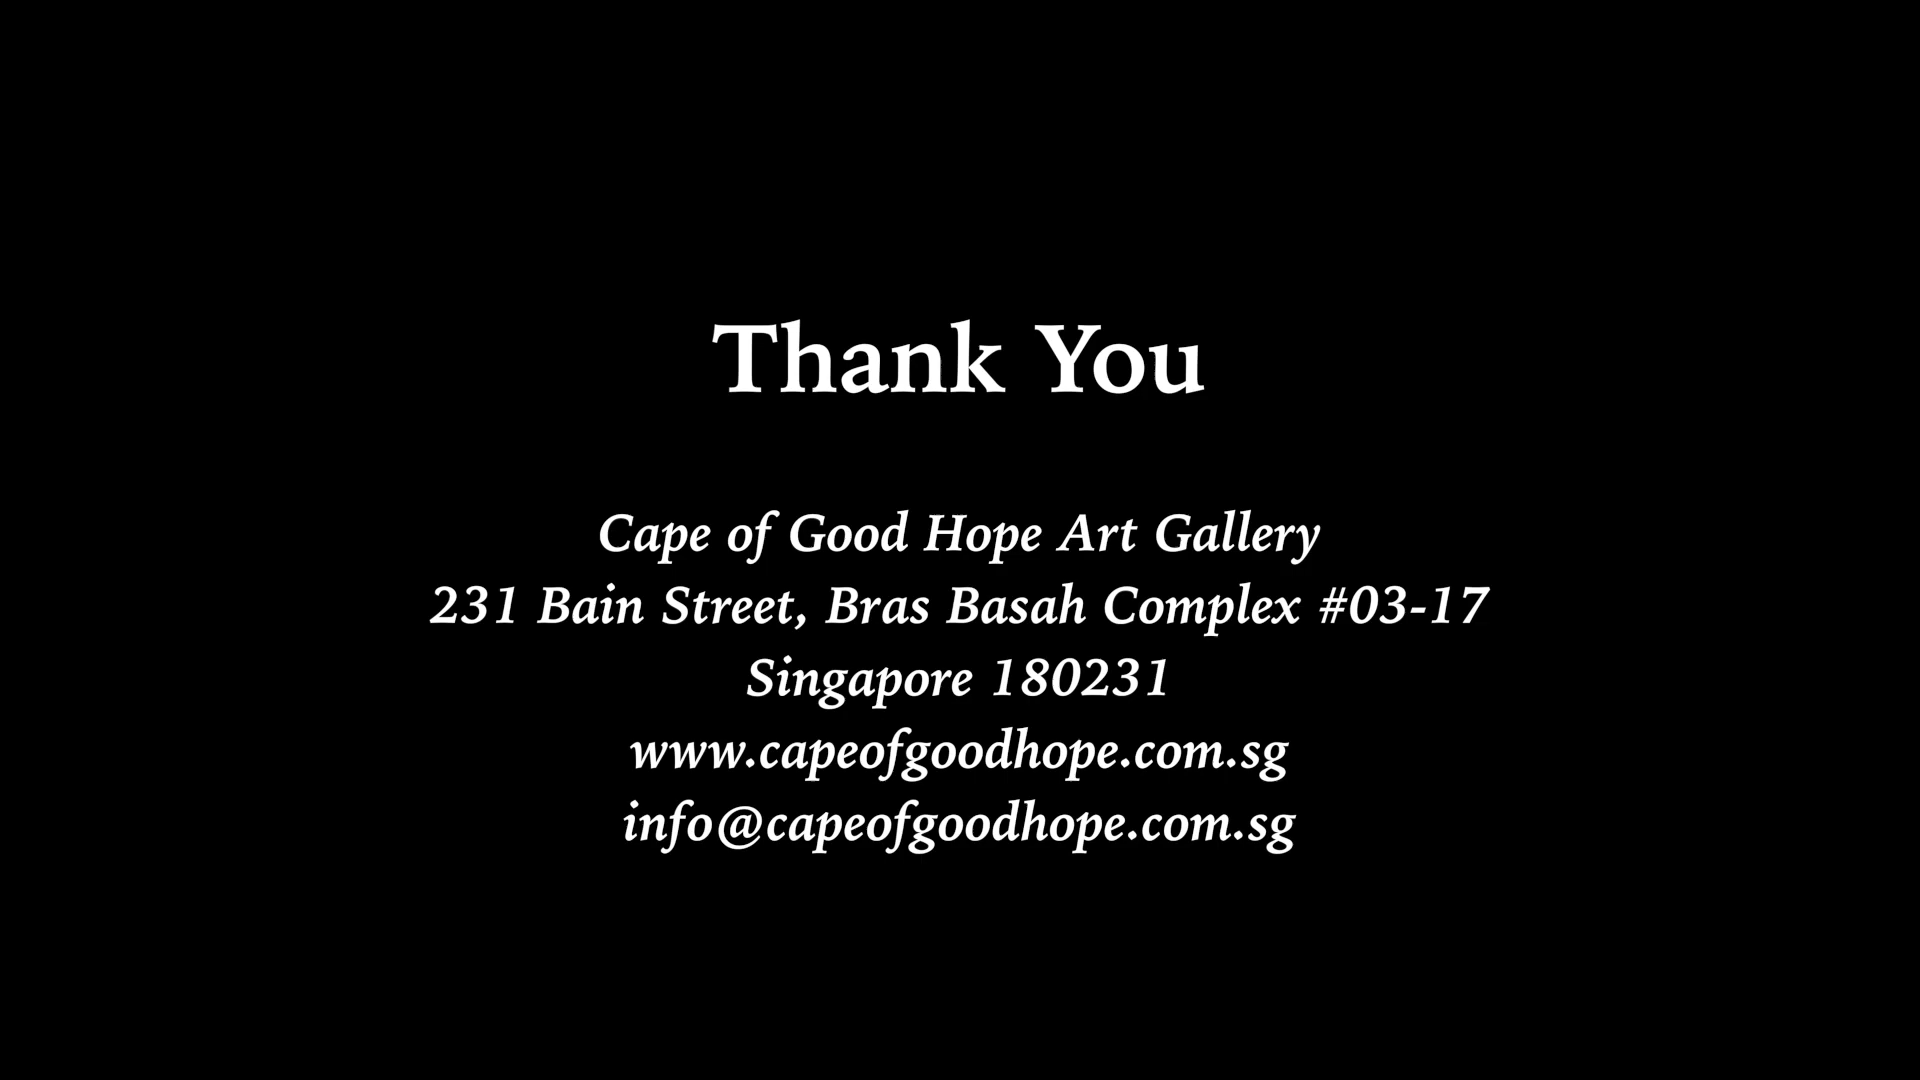 Thank You
Cape of Good Hope Art Gallery
231 Bain Street, Bras Basah Complex #03-17
Singapore 180231
www.capeofgoodhope.com.sg
info@capeofgoodhope.com.sg